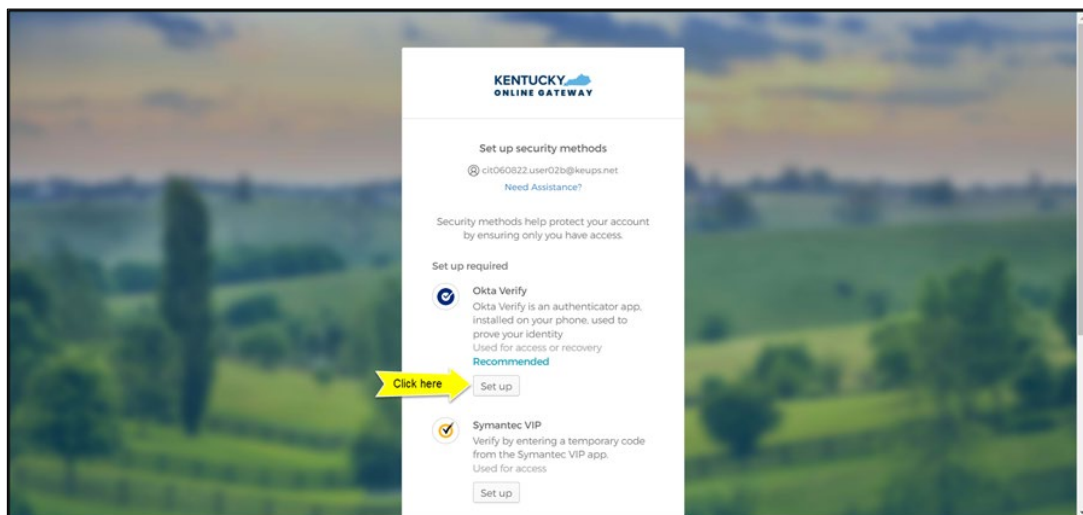 KENTUCKY
ONLINE GATEWAY
Set up security methods
cit060822.user02b@keups.net
Need Assistance?
Security methods help protect your account
by ensuring only you have access.
Set up required
Okta Verify
Okta Verify is an authenticator app,
installed on your phone, used to
prove your identity
Used for access or recovery
Recommended
Click here
Set up
Symantec VIP
Verify by entering a temporary code
from the Symantec VIP app.
Used for access
Set up